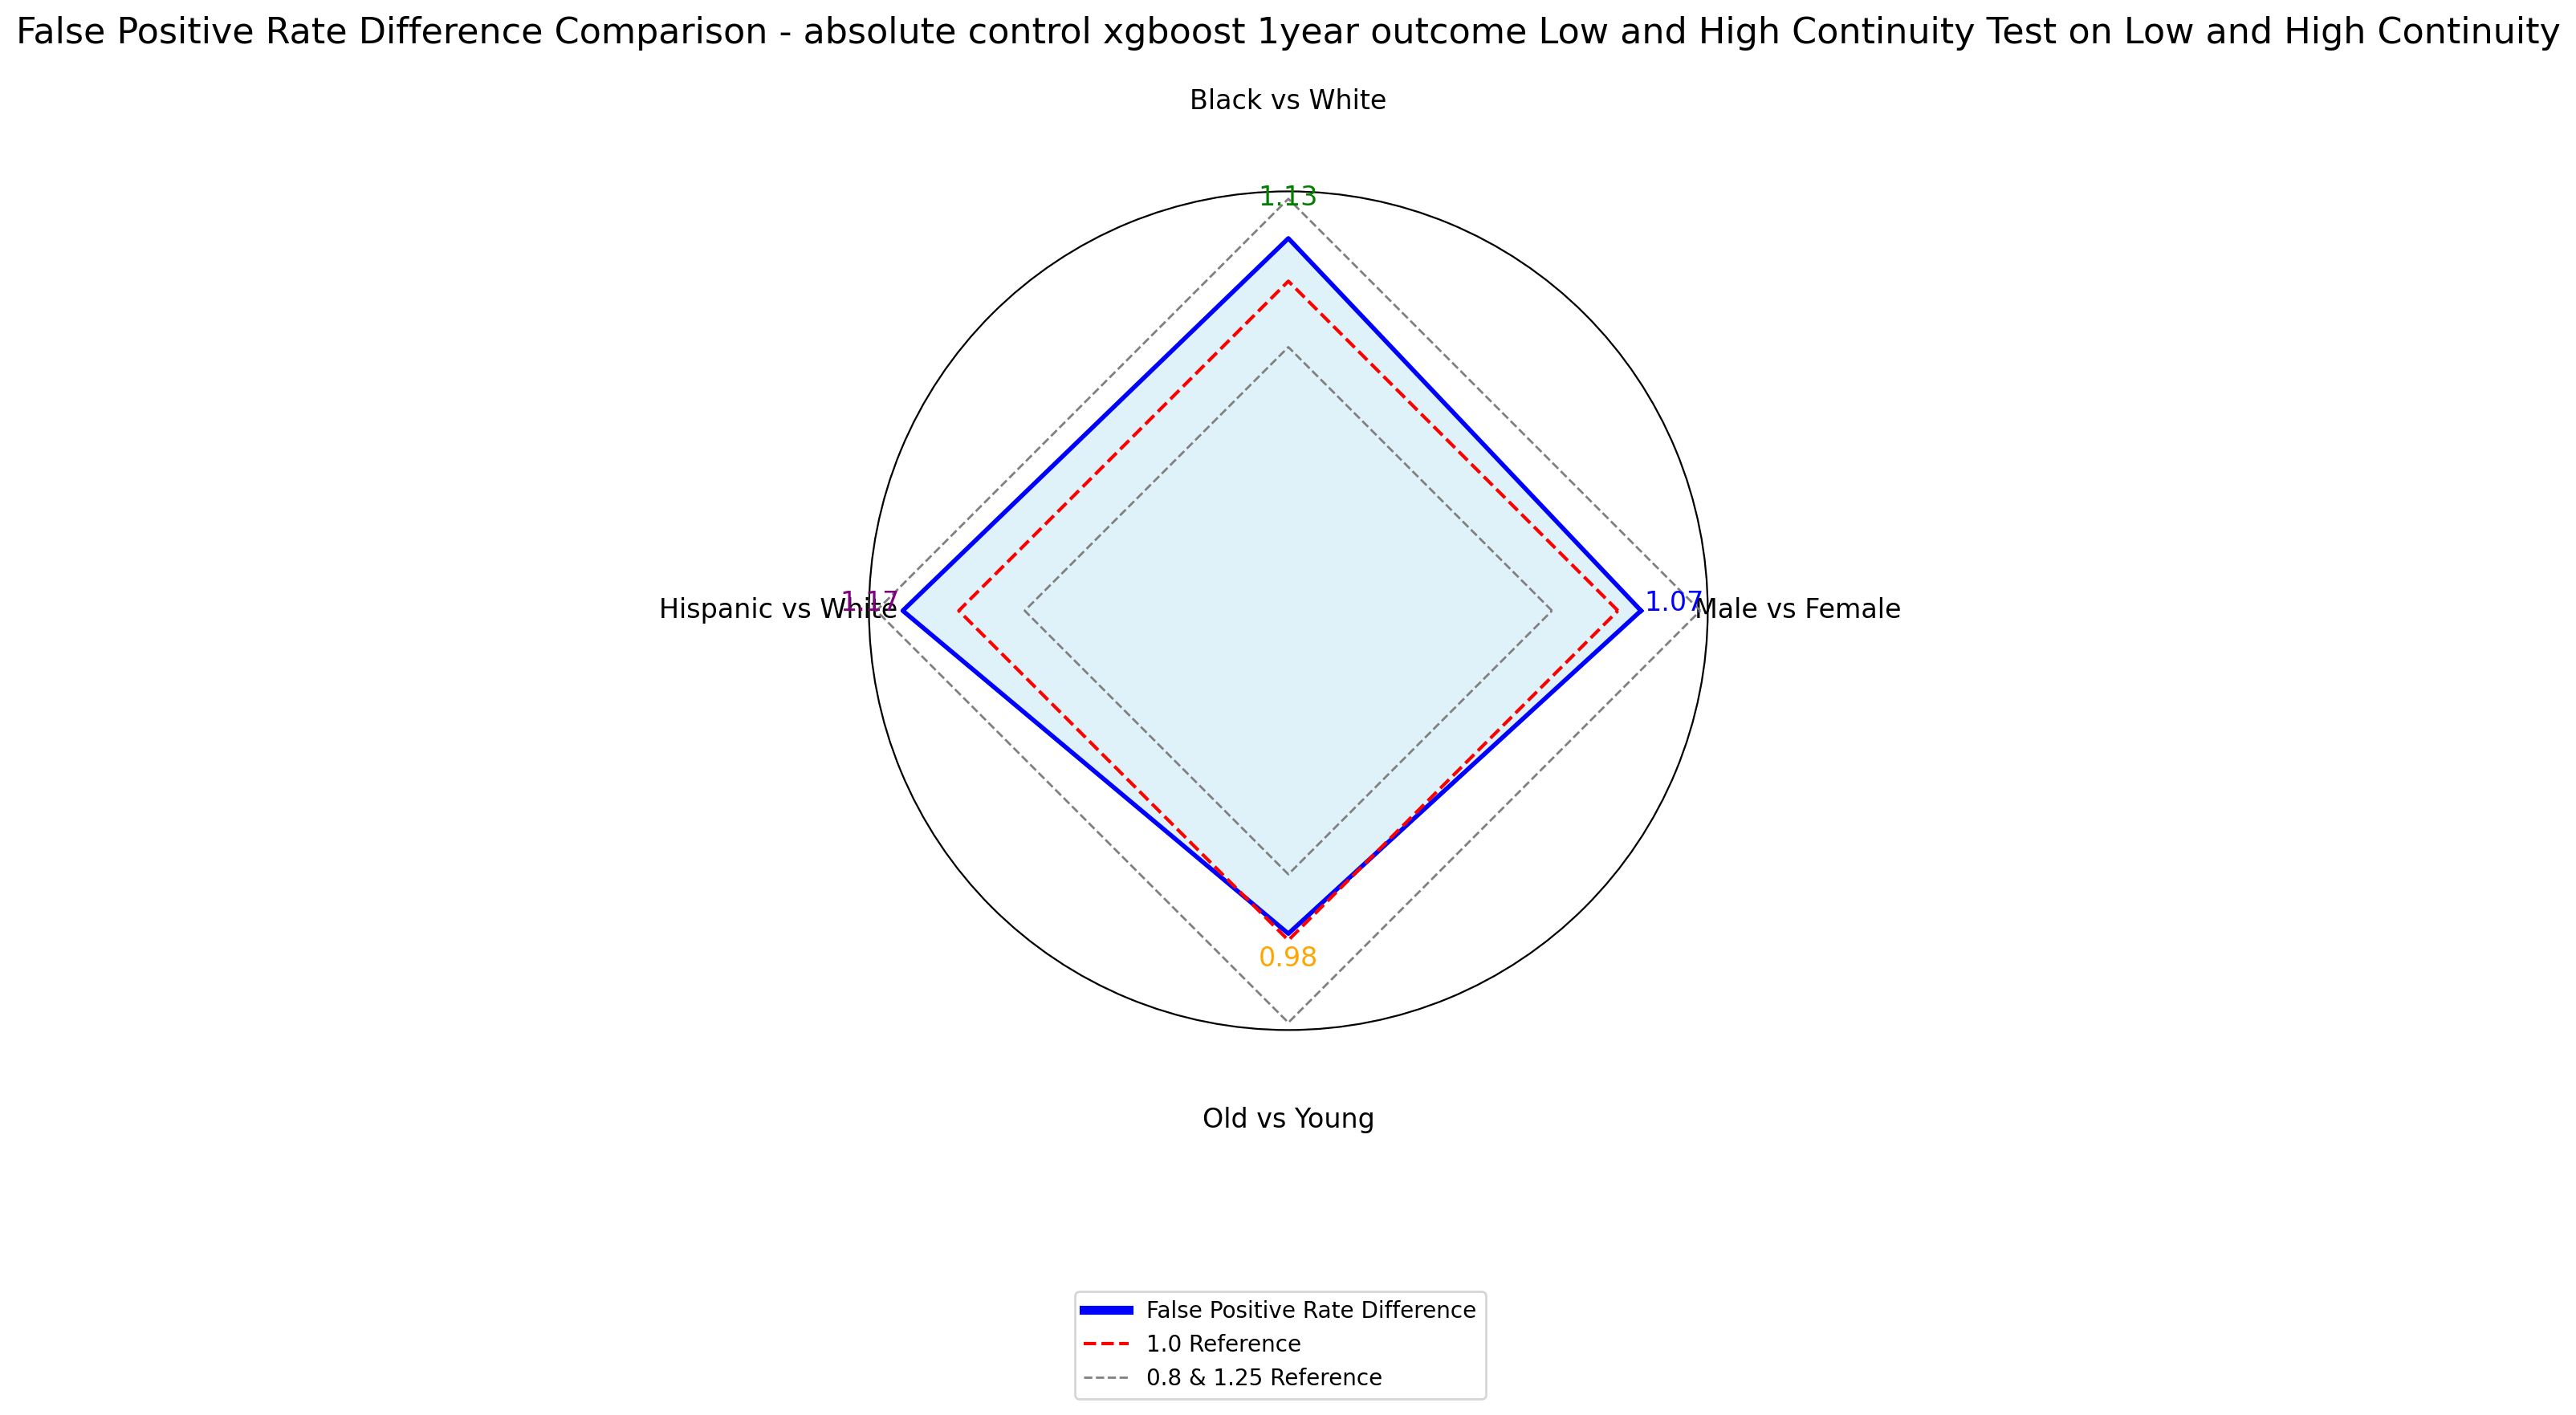 False Positive Rate Difference Comparison - absolute control xgboost 1year outcome Low and High Continuity Test on Low and High Continuity
Black vs White
1.13
Hispanic vs White
1.17
1.07
Male vs Female
0.98
Old vs Young
False Positive Rate Difference
1.0 Reference
0.8 & 1.25 Reference